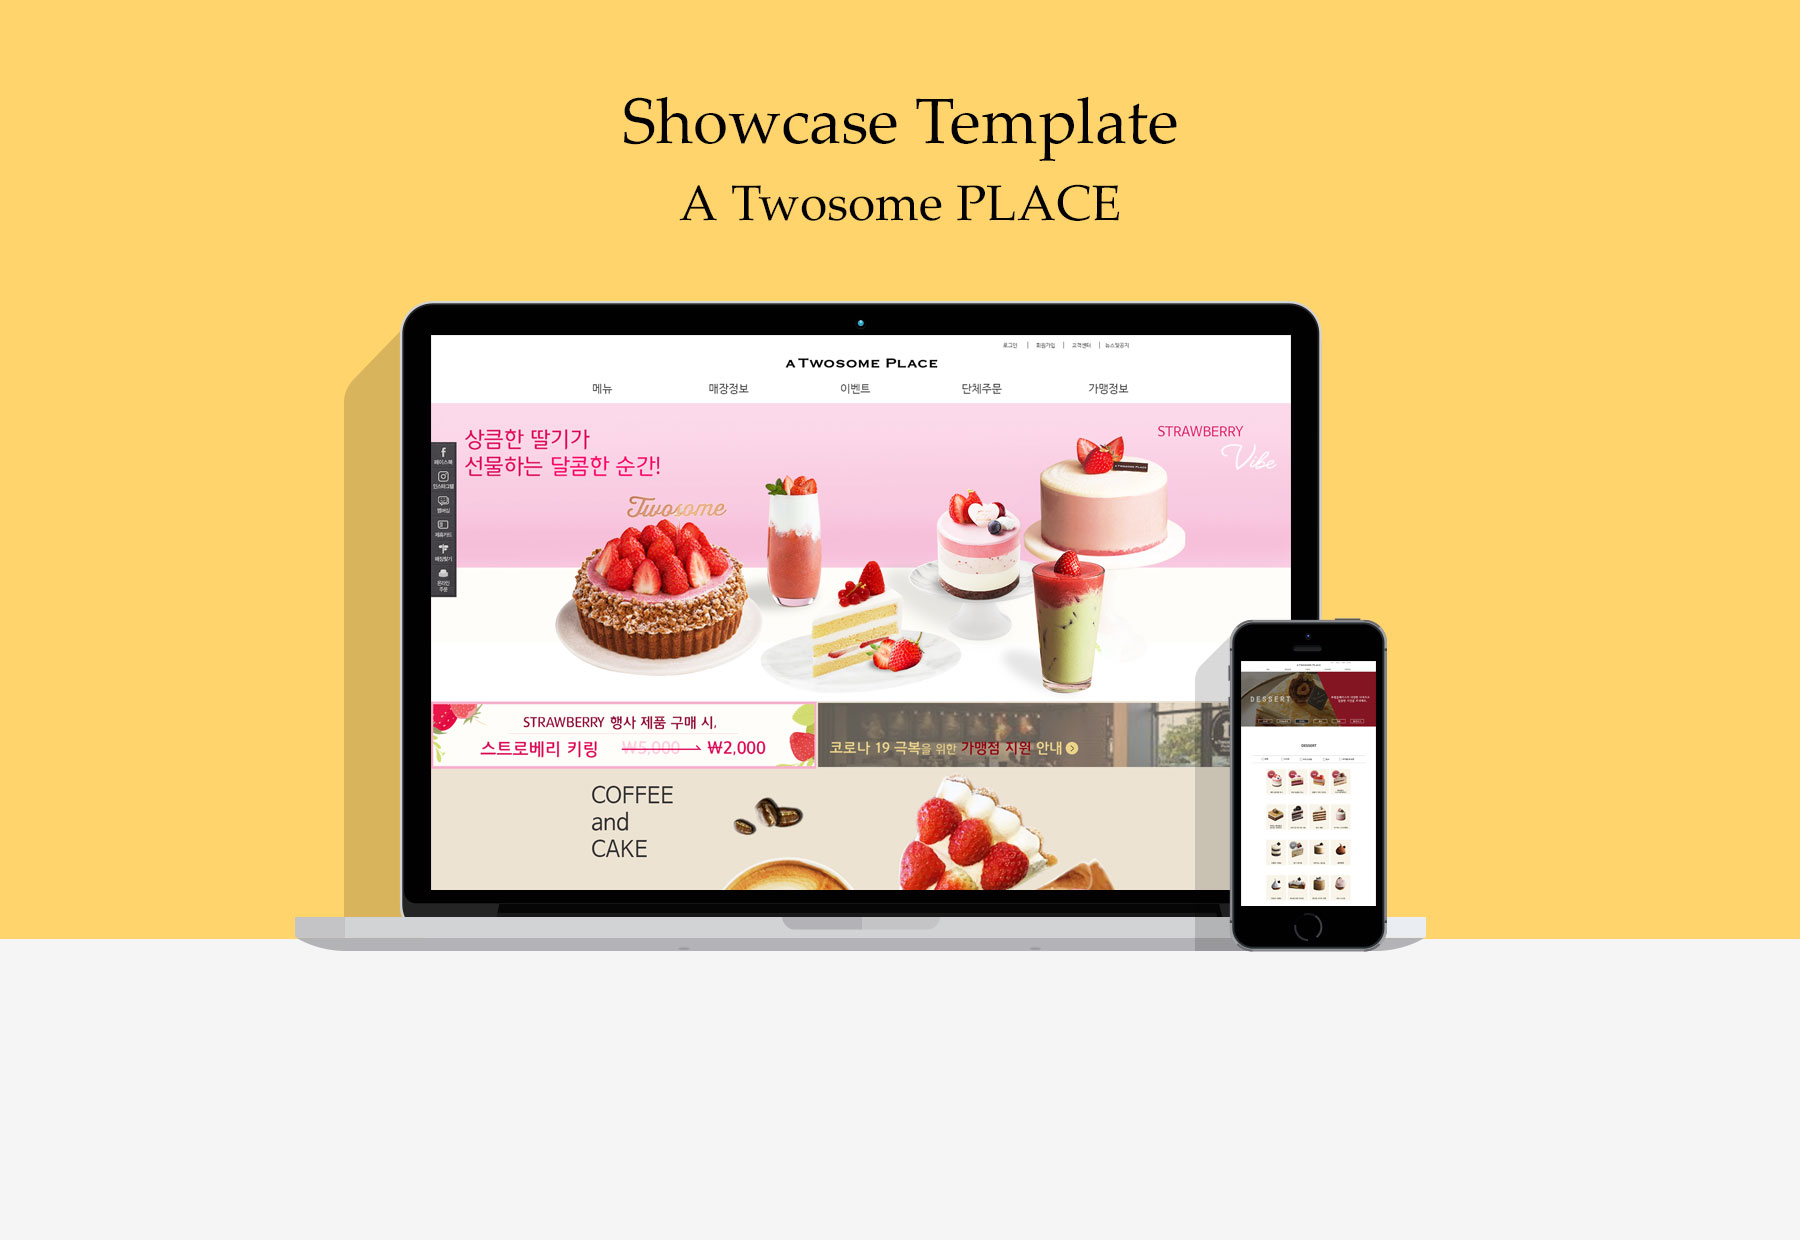 Showcase Template
A Twosome PLACE
로그인 | 회원가입 | 고객센터 | 뉴스및공지
A TWOSOME PLACE
메뉴 매장정보 이벤트 단체주문 가맹정보
상큼한 딸기가
선물하는 달콤한 순간!
STRAWBERRY
Vibe
Twosome
A TWOSOME PLACE
페이스북
인스타그램
멤버십
제휴카드
매장찾기
온라인
주문
STRAWBERRY 행사 제품 구매 시,
스트로베리 키링 ₩5,000 → ₩2,000
코로나 19 극복을 위한 가맹점 지원 안내
COFFEE
and
CAKE
A TWOSOME PLACE
DESSERT
DESSERT